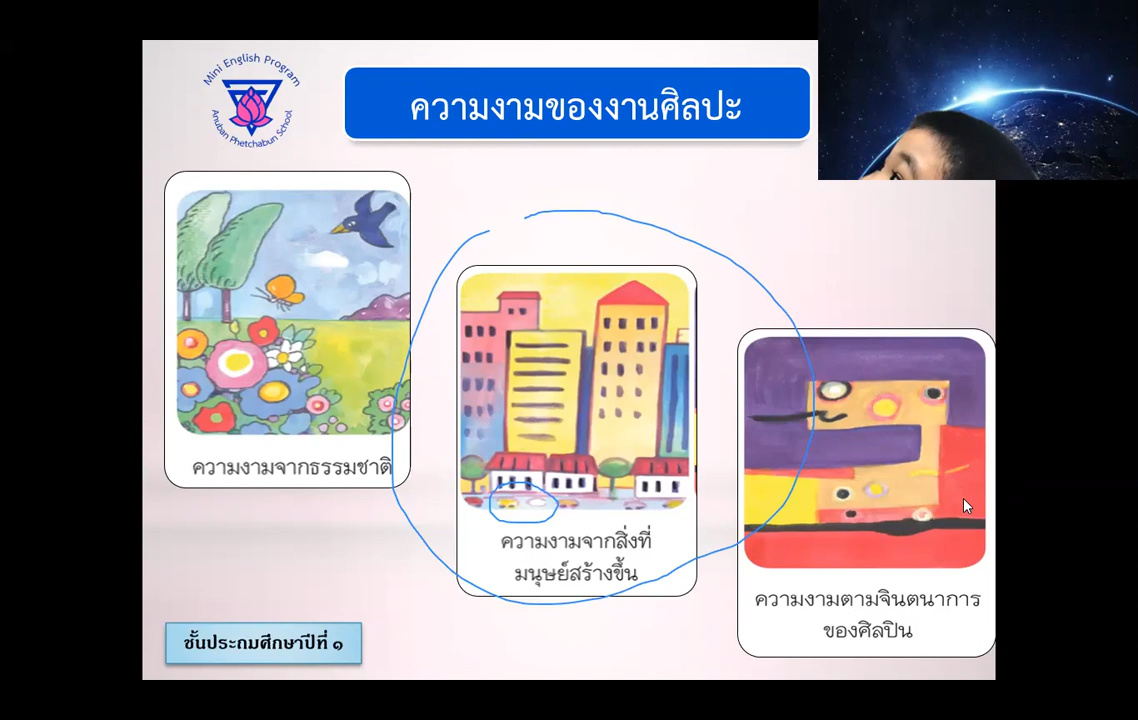 Mini English Program
Anuban Phetchabun School
ความงามของงานศิลปะ
ความงามจากธรรมชาติ
ความงามจากสิ่งที่
มนุษย์สร้างขึ้น
ความงามตามจินตนาการ
ของศิลปิน
ชั้นประถมศึกษาปีที่ ๑